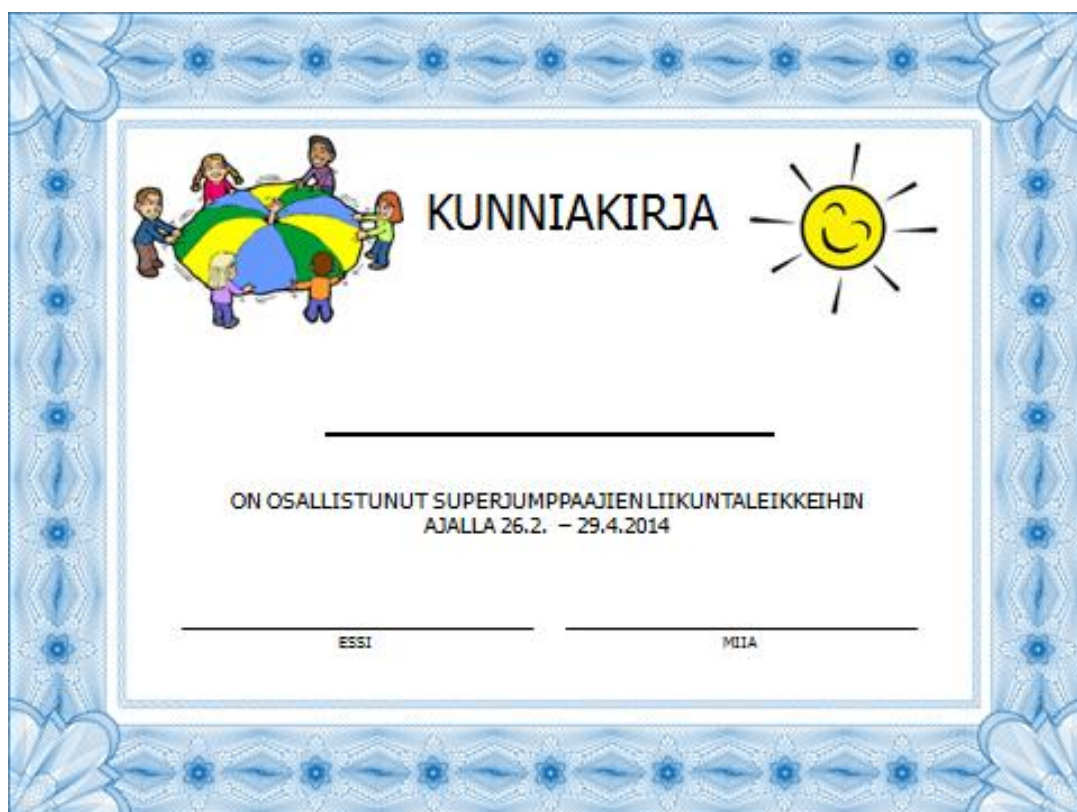 KUNNIAKIRJA
ON OSALLISTUNUT SUPERJUMPPAAJIEN LIIKUNTALEIKKEIHIN
AJALLA 26.2. – 29.4.2014
ESSI
MIIA